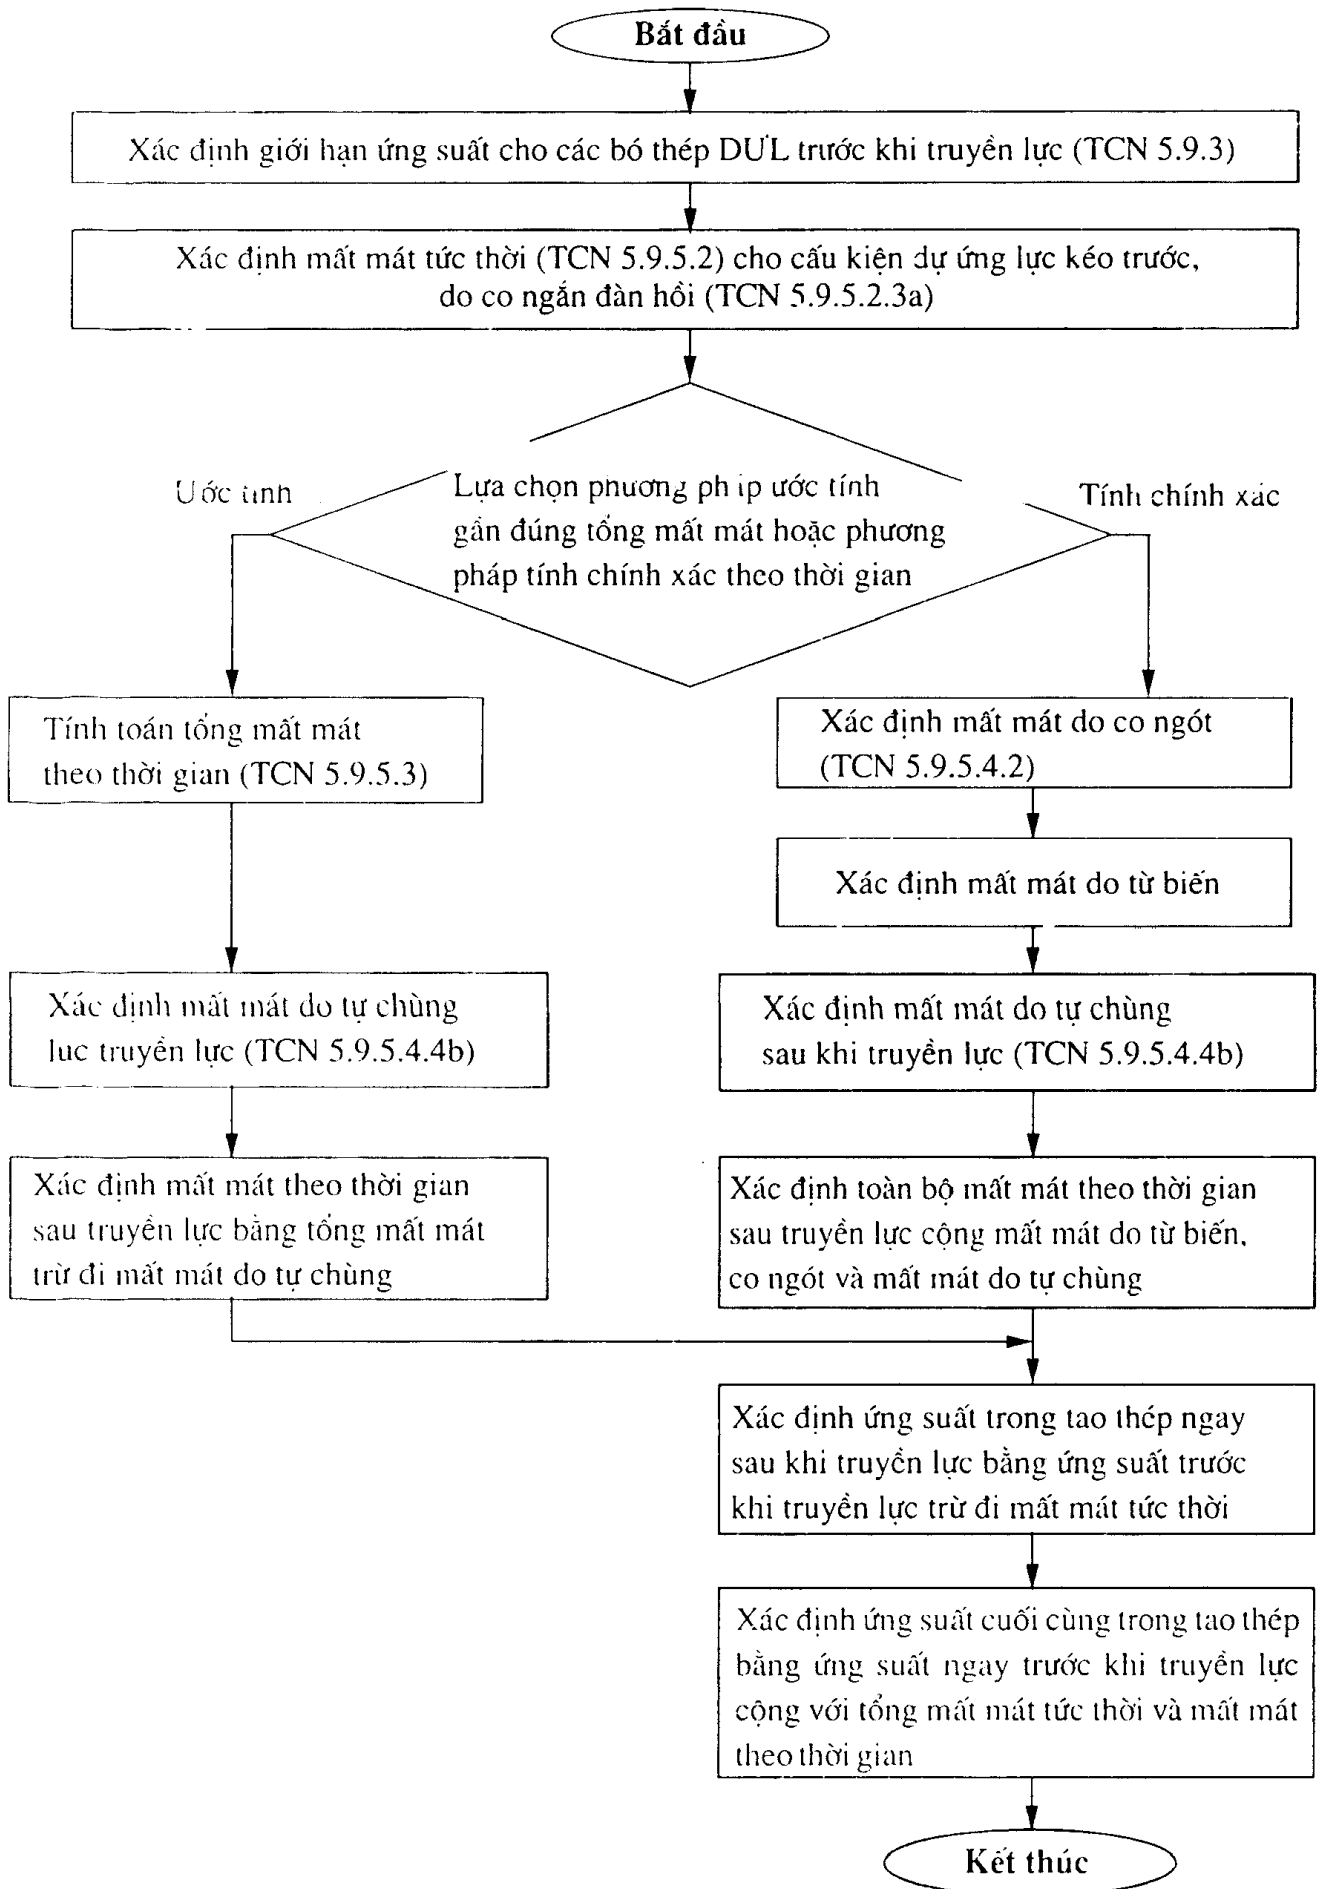 Bắt đầu
Xác định giới hạn ứng suất cho các bó thép DƯL trước khi truyền lực (TCN 5.9.3)
Xác định mất mát tức thời (TCN 5.9.5.2) cho cấu kiện dự ứng lực kéo trước,
do co ngắn đàn hồi (TCN 5.9.5.2.3a)
Ước tính
Lựa chọn phương pháp ước tính
gần đúng tổng mất mát hoặc phương
pháp tính chính xác theo thời gian
Tính chính xác
Tính toán tổng mất mát
theo thời gian (TCN 5.9.5.3)
Xác định mất mát do tự chùng
luc truyền lực (TCN 5.9.5.4.4b)
Xác định mất mát theo thời gian
sau truyền lực bằng tổng mất mát
trừ đi mất mát do tự chùng
Xác định mất mát do co ngót
(TCN 5.9.5.4.2)
Xác định mất mát do từ biến
Xác định mất mát do tự chùng
sau khi truyền lực (TCN 5.9.5.4.4b)
Xác định toàn bộ mất mát theo thời gian
sau truyền lực cộng mất mát do từ biến,
co ngót và mất mát do tự chùng
Xác định ứng suất trong tao thép ngay
sau khi truyền lực bằng ứng suất trước
khi truyền lực trừ đi mất mát tức thời
Xác định ứng suất cuối cùng trong tao thép
bằng ứng suất ngay trước khi truyền lực
cộng với tổng mất mát tức thời và mất mát
theo thời gian
Kết thúc